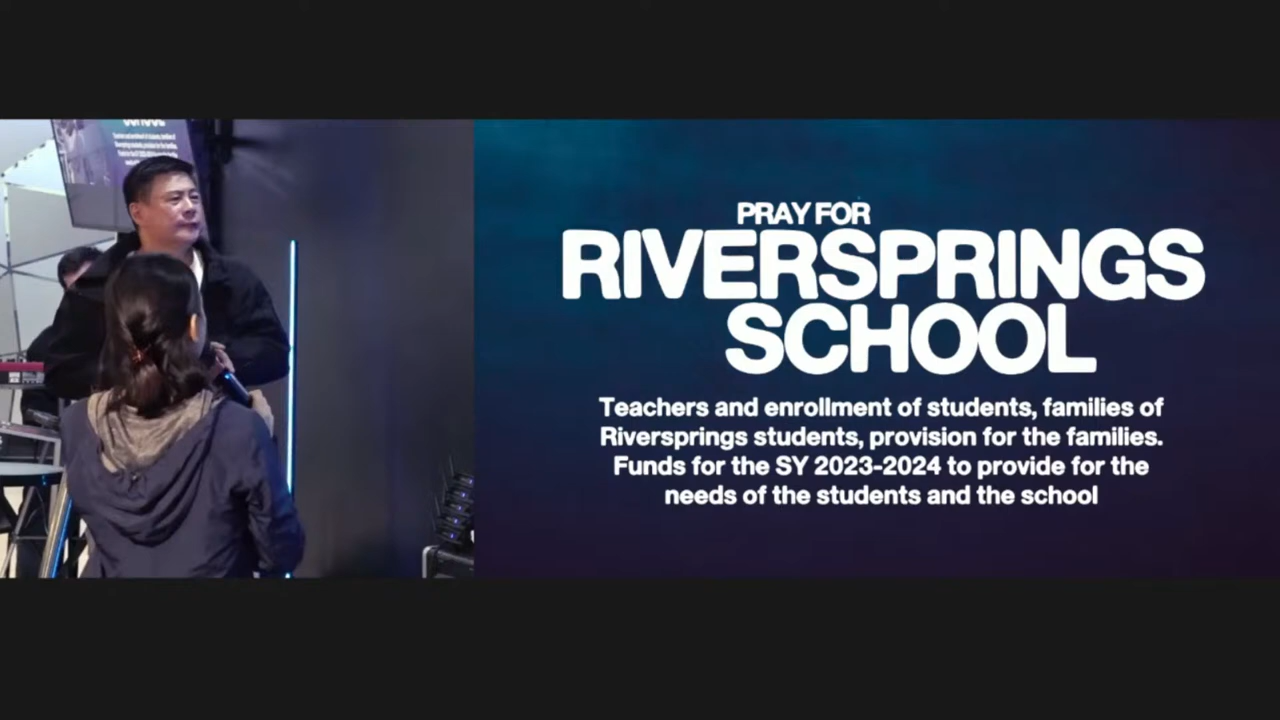 PRAY FOR
RIVERSPRINGS
SCHOOL
Teachers and enrollment of students, families of
Riversprings students, provision for the families.
Funds for the SY 2023-2024 to provide for the
needs of the students and the school